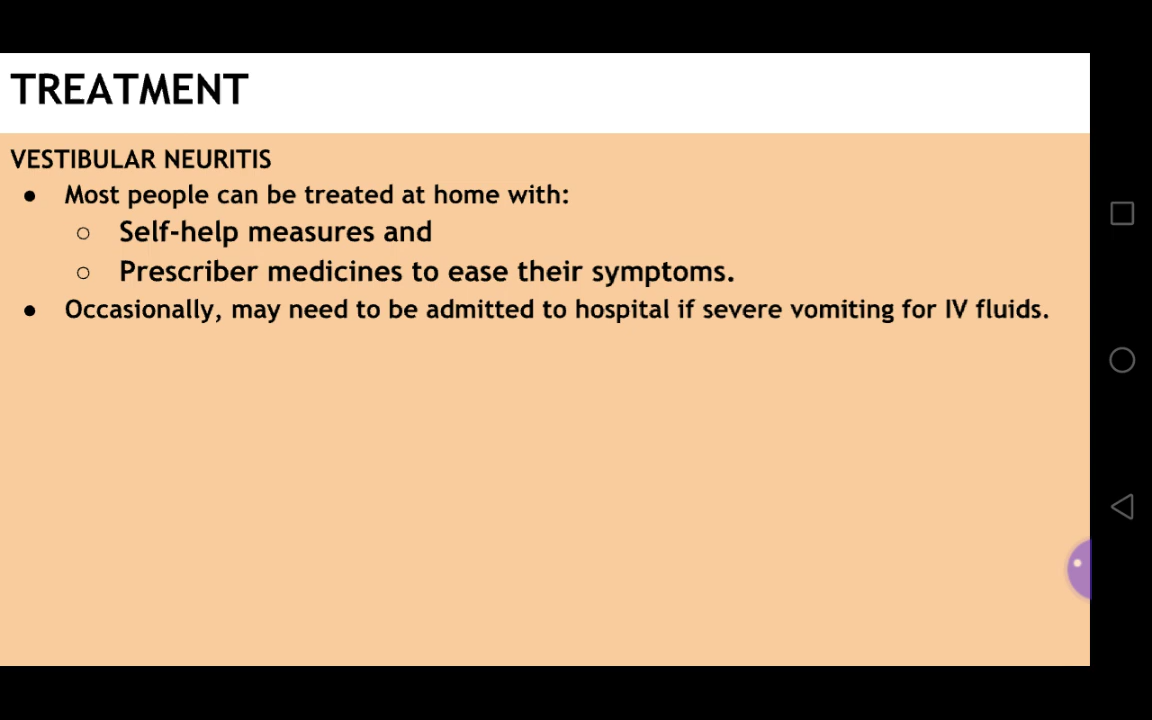 TREATMENT
VESTIBULAR NEURITIS
● Most people can be treated at home with:
○ Self-help measures and
○ Prescriber medicines to ease their symptoms.
● Occasionally, may need to be admitted to hospital if severe vomiting for IV fluids.